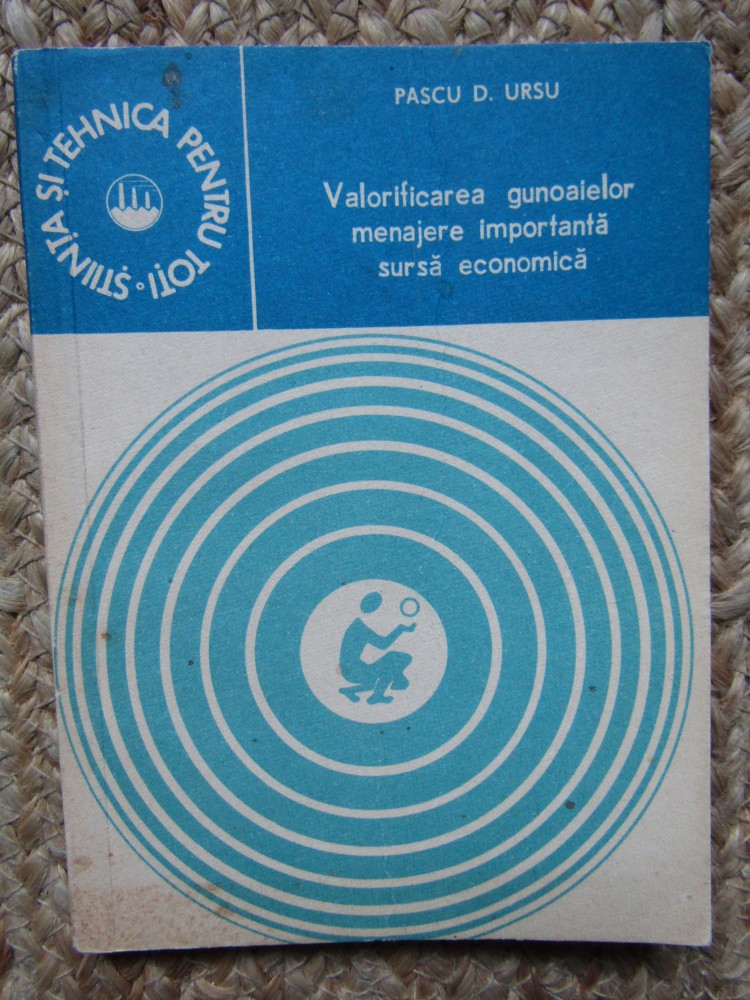 ȘTIINȚA ȘI TEHNICA PENTRU TOȚI
PASCU D. URSU
Valorificarea gunoaielor
menajere importantă
sursă economică